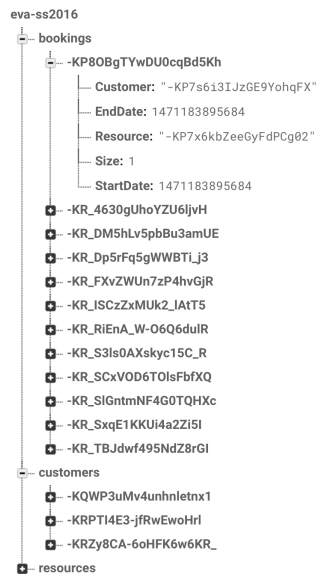 eva-ss2016
bookings
-KP8OBgTYwDU0cqBd5Kh
Customer: "-KP7s6i3IJzGE9YohqFX"
EndDate: 1471183895684
Resource: "-KP7x6kbZeeGyFdPCg02"
Size: 1
StartDate: 1471183895684
-KR_4630gUhoYZU6ljvH
-KR_DM5hLv5pbBu3amUE
-KR_Dp5rFq5gWWBTi_j3
-KR_FXvZWUn7zP4hvGjR
-KR_ISCzZxMUk2_lAtT5
-KR_RiEnA_W-O6Q6dulR
-KR_S3ls0AXskyc15C_R
-KR_SCxVOD6TOlsFbfXQ
-KR_SlGntmNF4G0TQHXc
-KR_SxqE1KKUi4a2Zi5I
-KR_TBJdwf495NdZ8rGI
customers
-KQWP3uMv4unhnletnx1
-KRPTI4E3-jfRwEwoHrl
-KRZy8CA-6oHFK6w6KR_
resources